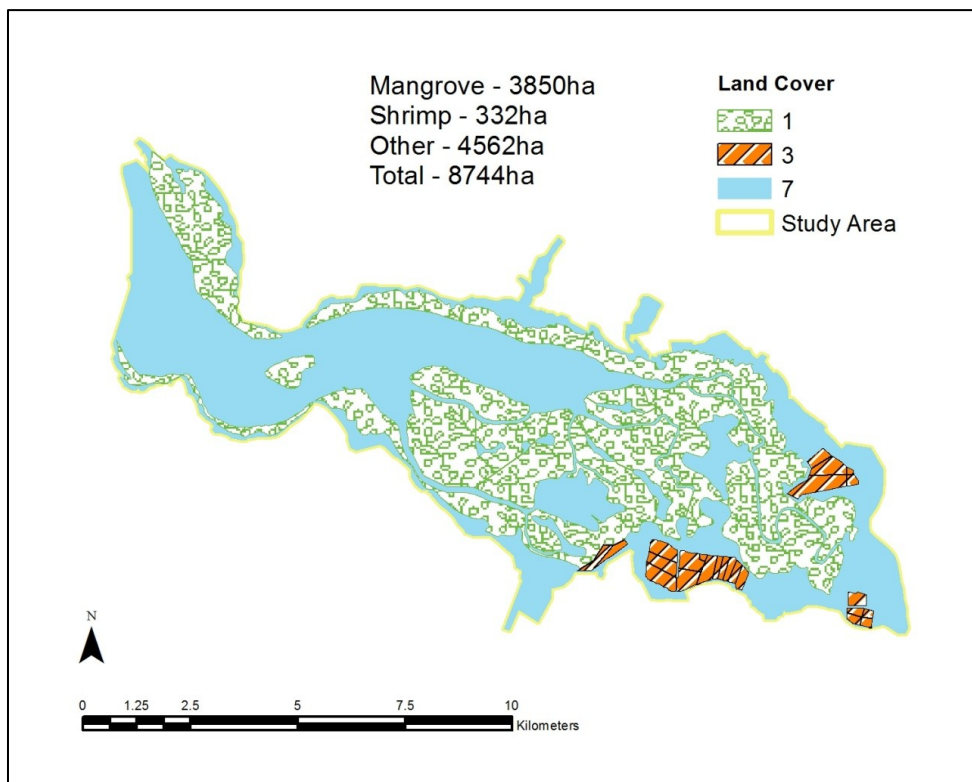 Mangrove - 3850ha
Shrimp - 332ha
Other - 4562ha
Total - 8744ha
Land Cover
1
3
7
Study Area
N
0 1.25 2.5 5 7.5 10
Kilometers